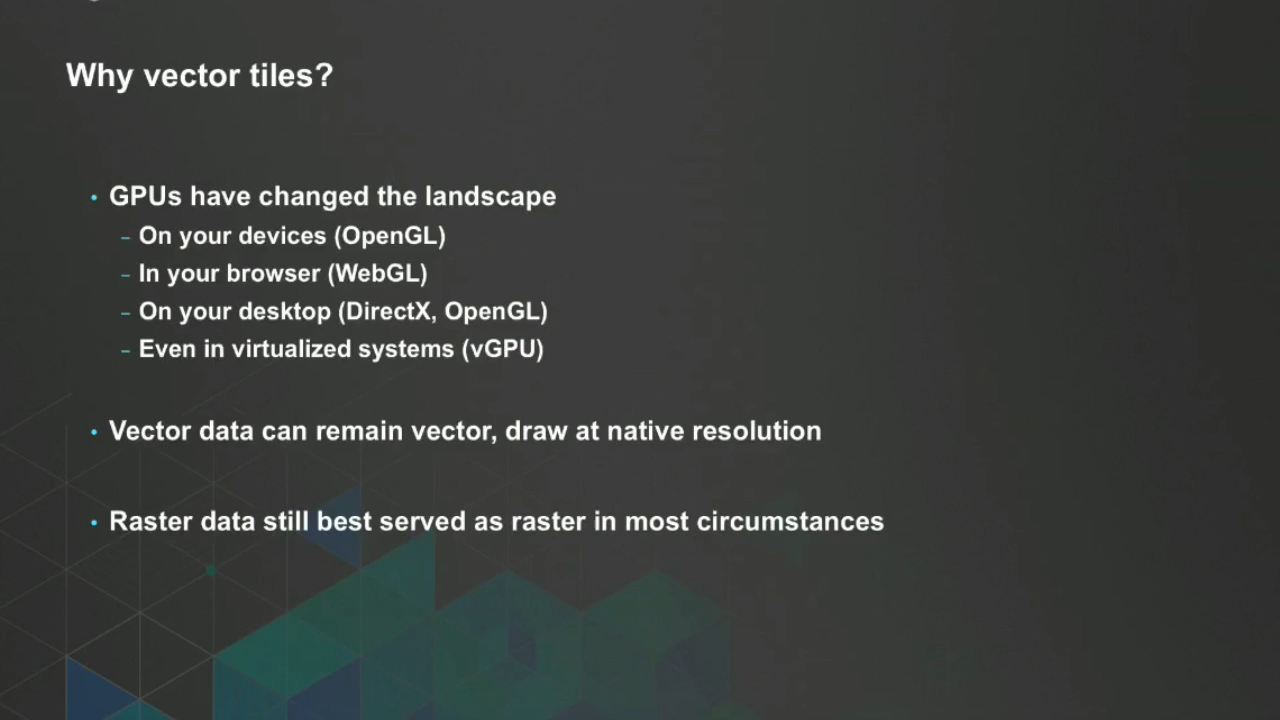 Why vector tiles?
• GPUs have changed the landscape
– On your devices (OpenGL)
– In your browser (WebGL)
– On your desktop (DirectX, OpenGL)
– Even in virtualized systems (vGPU)
• Vector data can remain vector, draw at native resolution
• Raster data still best served as raster in most circumstances